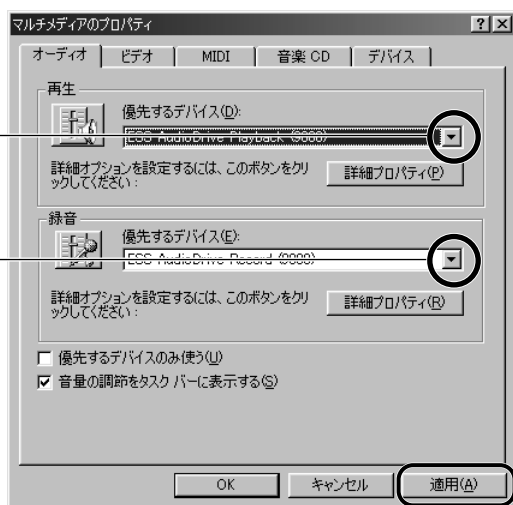 マルチメディアのプロパティ
オーディオ ビデオ MIDI 音楽 CD デバイス
再生
優先するデバイス(D):
ESS AudioDrive Playback (9888)
詳細オプションを設定するには、このボタンをクリ
ックしてください :
詳細プロパティ(P)
録音
優先するデバイス(E):
ESS AudioDrive Record (9888)
詳細オプションを設定するには、このボタンをクリ
ックしてください :
詳細プロパティ(R)
優先するデバイスのみ使う(U)
音量の調節をタスク バーに表示する(S)
OK キャンセル 適用(A)